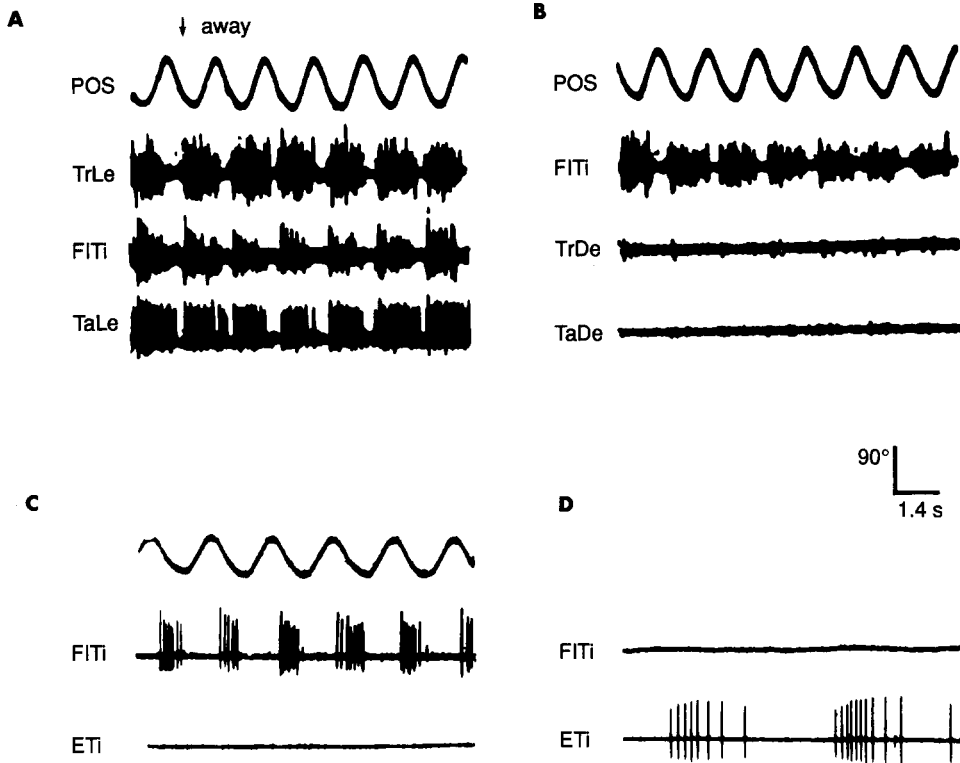 A
away
POS
TrLe
FlTi
TaLe
B
POS
FlTi
TrDe
TaDe
90°
1.4 s
C
FlTi
ETi
D
FlTi
ETi